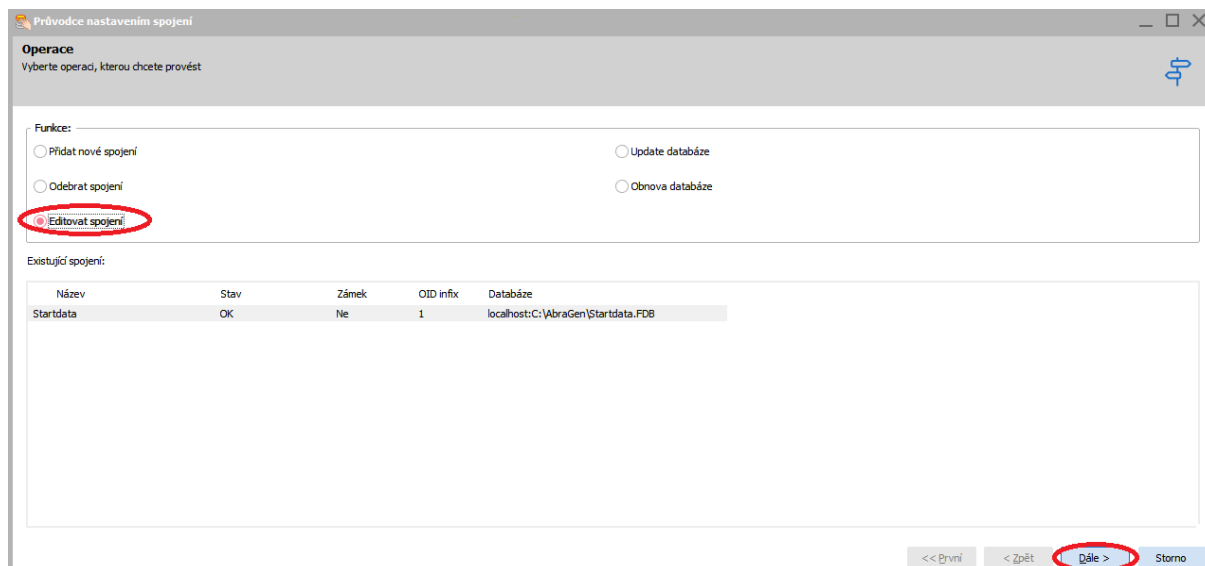 Průvodce nastavením spojení
Operace
Vyberte operaci, kterou chcete provést
Funkce:
Přidat nové spojení Update databáze
Odebrat spojení Obnova databáze
Editovat spojení
Existující spojení:
Název Stav Zámek OID infix Databáze
Startdata OK Ne 1 localhost:C:\AbraGen\Startdata.FDB
<< První < Zpět Dále > Storno